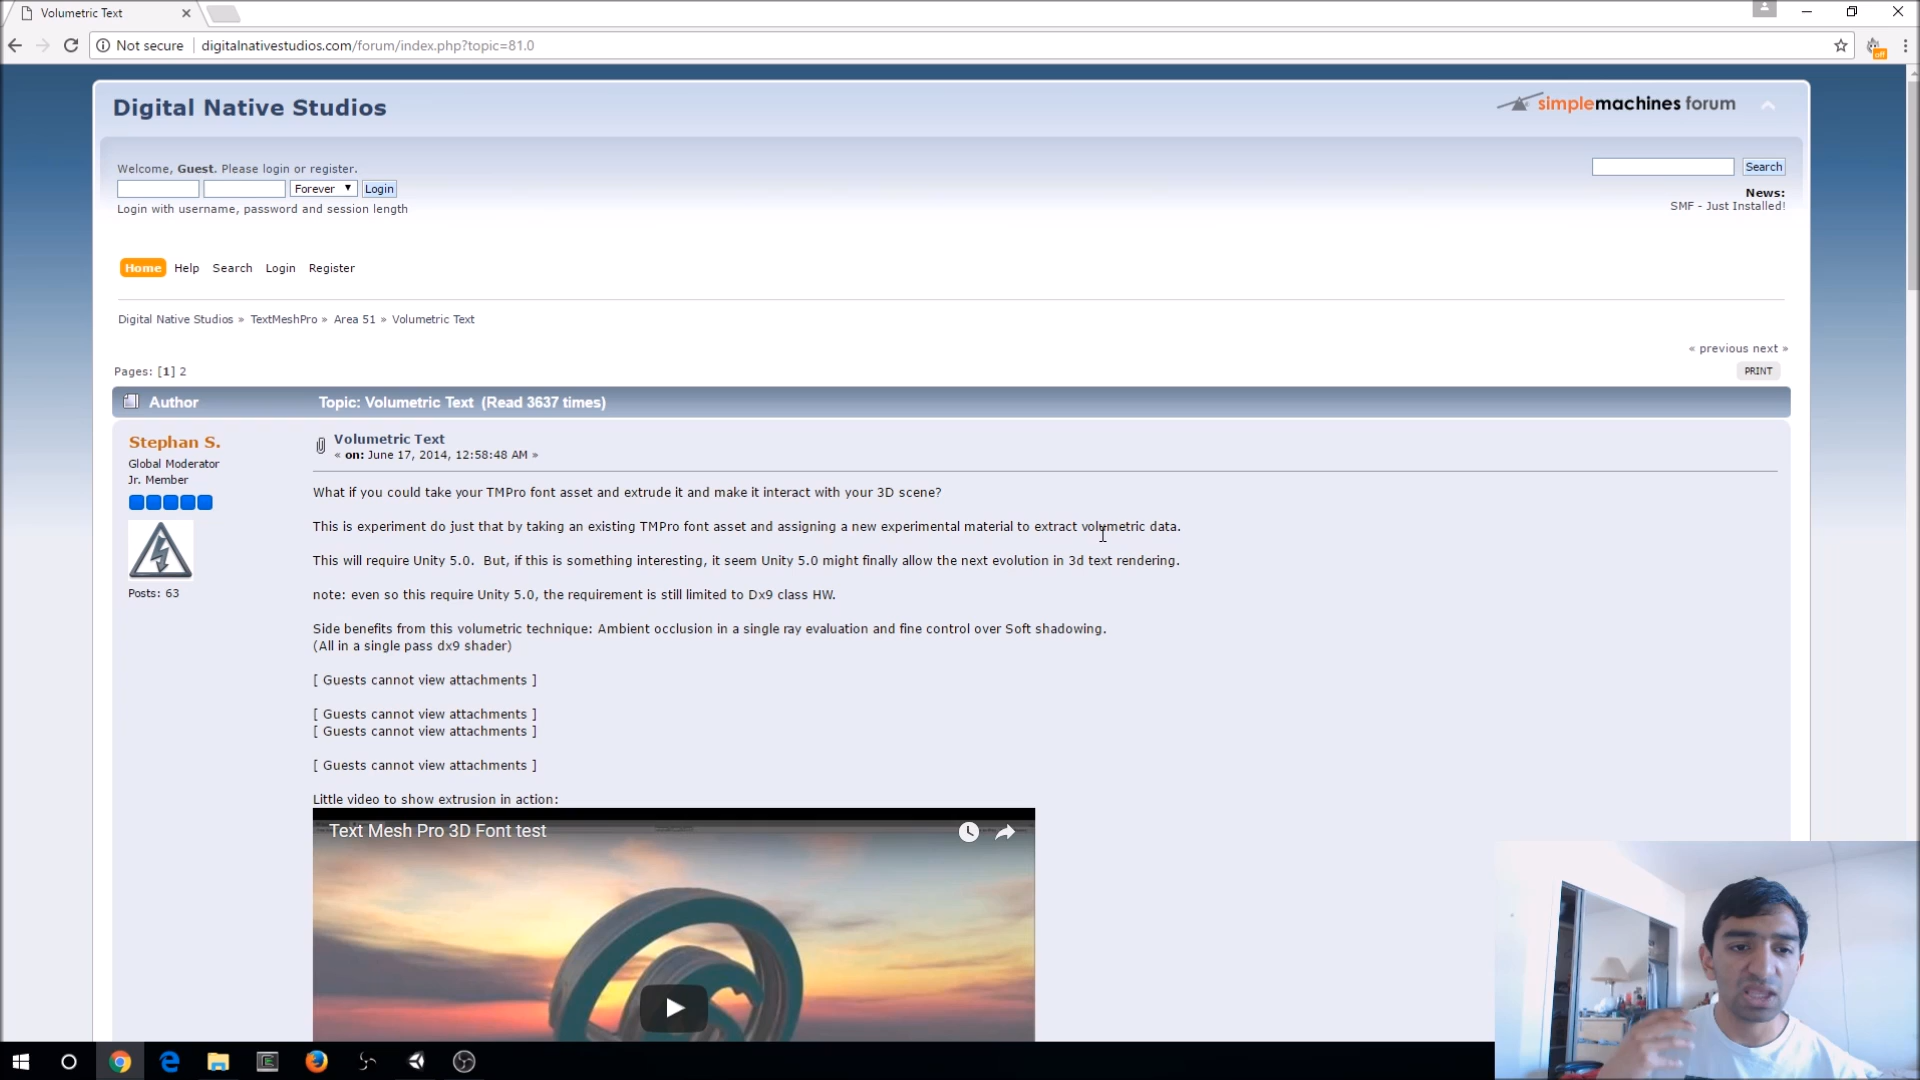 Volumetric Text
Not secure
digitalnativestudios.com/forum/index.php?topic=81.0
off
Digital Native Studios
simplemachines forum
Welcome, Guest. Please login or register.
Forever
Login
Login with username, password and session length
Search
News:
SMF - Just Installed!
Home Help Search Login Register
Digital Native Studios » TextMeshPro » Area 51 » Volumetric Text
« previous next »
Pages: [1] 2
PRINT
Author Topic: Volumetric Text (Read 3637 times)
Stephan S.
Global Moderator
Jr. Member
Posts: 63
Volumetric Text
« on: June 17, 2014, 12:58:48 AM »
What if you could take your TMPro font asset and extrude it and make it interact with your 3D scene?
This is experiment do just that by taking an existing TMPro font asset and assigning a new experimental material to extract volumetric data.
This will require Unity 5.0. But, if this is something interesting, it seem Unity 5.0 might finally allow the next evolution in 3d text rendering.
note: even so this require Unity 5.0, the requirement is still limited to Dx9 class HW.
Side benefits from this volumetric technique: Ambient occlusion in a single ray evaluation and fine control over Soft shadowing.
(All in a single pass dx9 shader)
[ Guests cannot view attachments ]
[ Guests cannot view attachments ]
[ Guests cannot view attachments ]
[ Guests cannot view attachments ]
Little video to show extrusion in action:
Text Mesh Pro 3D Font test